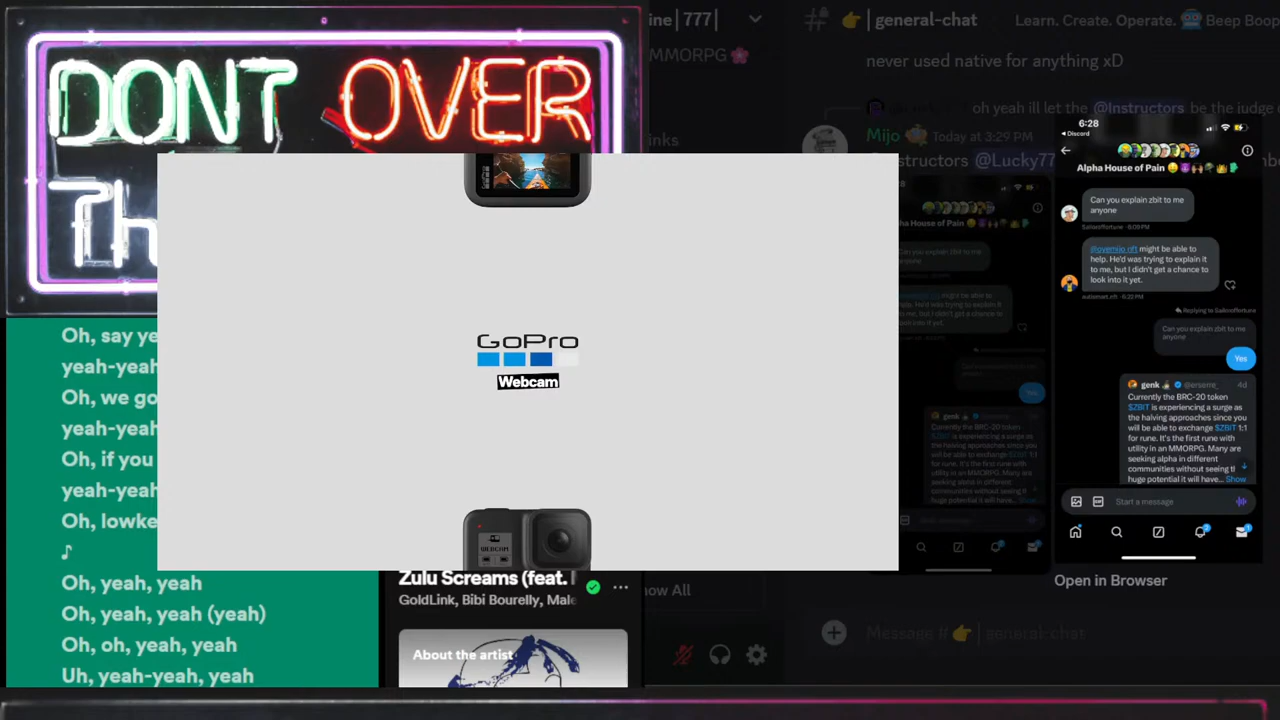 DONT OVER
Th
Oh, say ye
yeah-yeah
Oh, we go
yeah-yeah
Oh, if you
yeah-yeah
Oh, lowke
♪
Oh, yeah, yeah
Oh, yeah, yeah (yeah)
Oh, oh, yeah, yeah
Uh, yeah-yeah, yeah
GoPro
Webcam
WEBCAM
Zulu Screams (feat.
GoldLink, Bibi Bourelly, Male
About the artist
ine | 777 |
MMORPG🌸
nks
how All
👉 | general-chat
Learn. Create. Operate. 🤖 Beep Boop
never used native for anything xD
oh yeah ill let the @Instructors be the judge
Mijo Today at 3:29 PM
nstructors @Lucky77
6:28
Discord
Alpha House of Pain
Can you explain zbit to me
anyone
might be able to
help. He'd was trying to explain it
to me, but I didn't get a chance to
look into it yet.
Replying to
Can you explain zbit to me
anyone
Yes
genk @erserre_ 4d
Currently the BRC-20 token
$ZBIT is experiencing a surge as
the halving approaches since you
will be able to exchange $ZBIT 1:1
for rune. It's the first rune with
utility in an MMORPG. Many are
seeking alpha in different
communities without seeing th
huge potential it will have... Show
Start a message
Open in Browser
Message # 👉 | general-chat